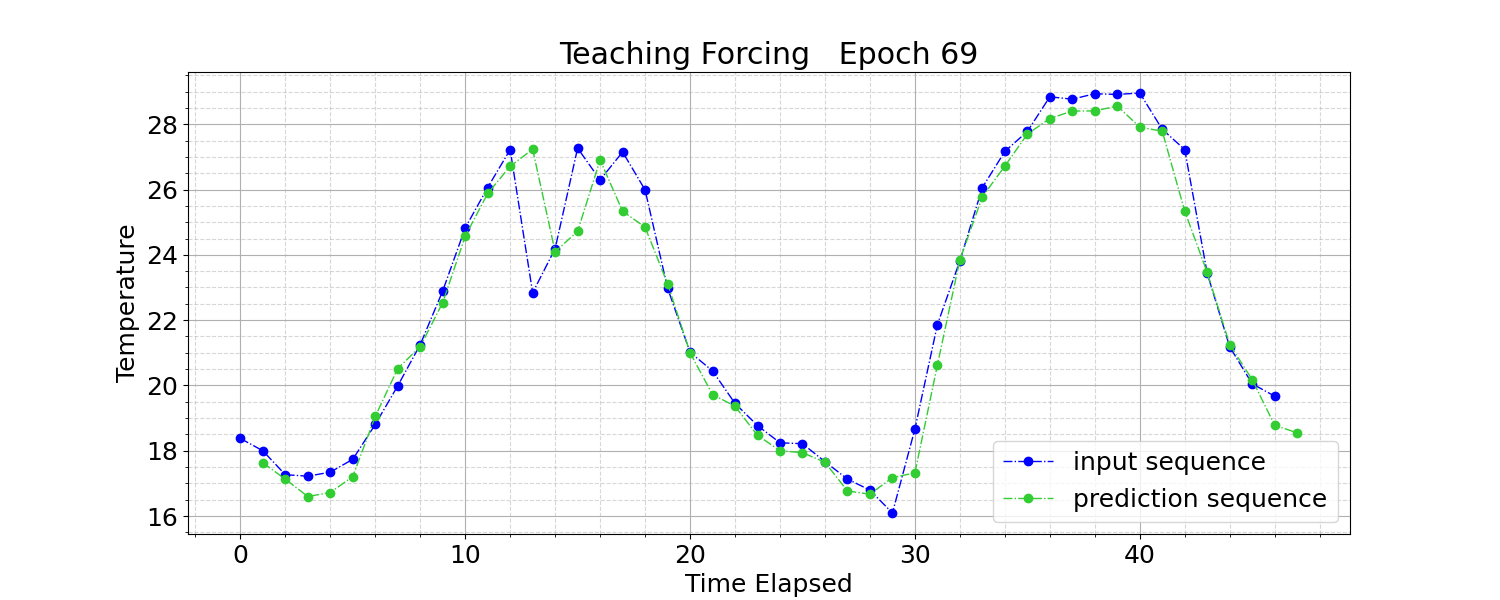 Teaching Forcing   Epoch 69
Temperature
28
26
24
22
20
18
16
input sequence
prediction sequence
0 10 20 30 40
Time Elapsed